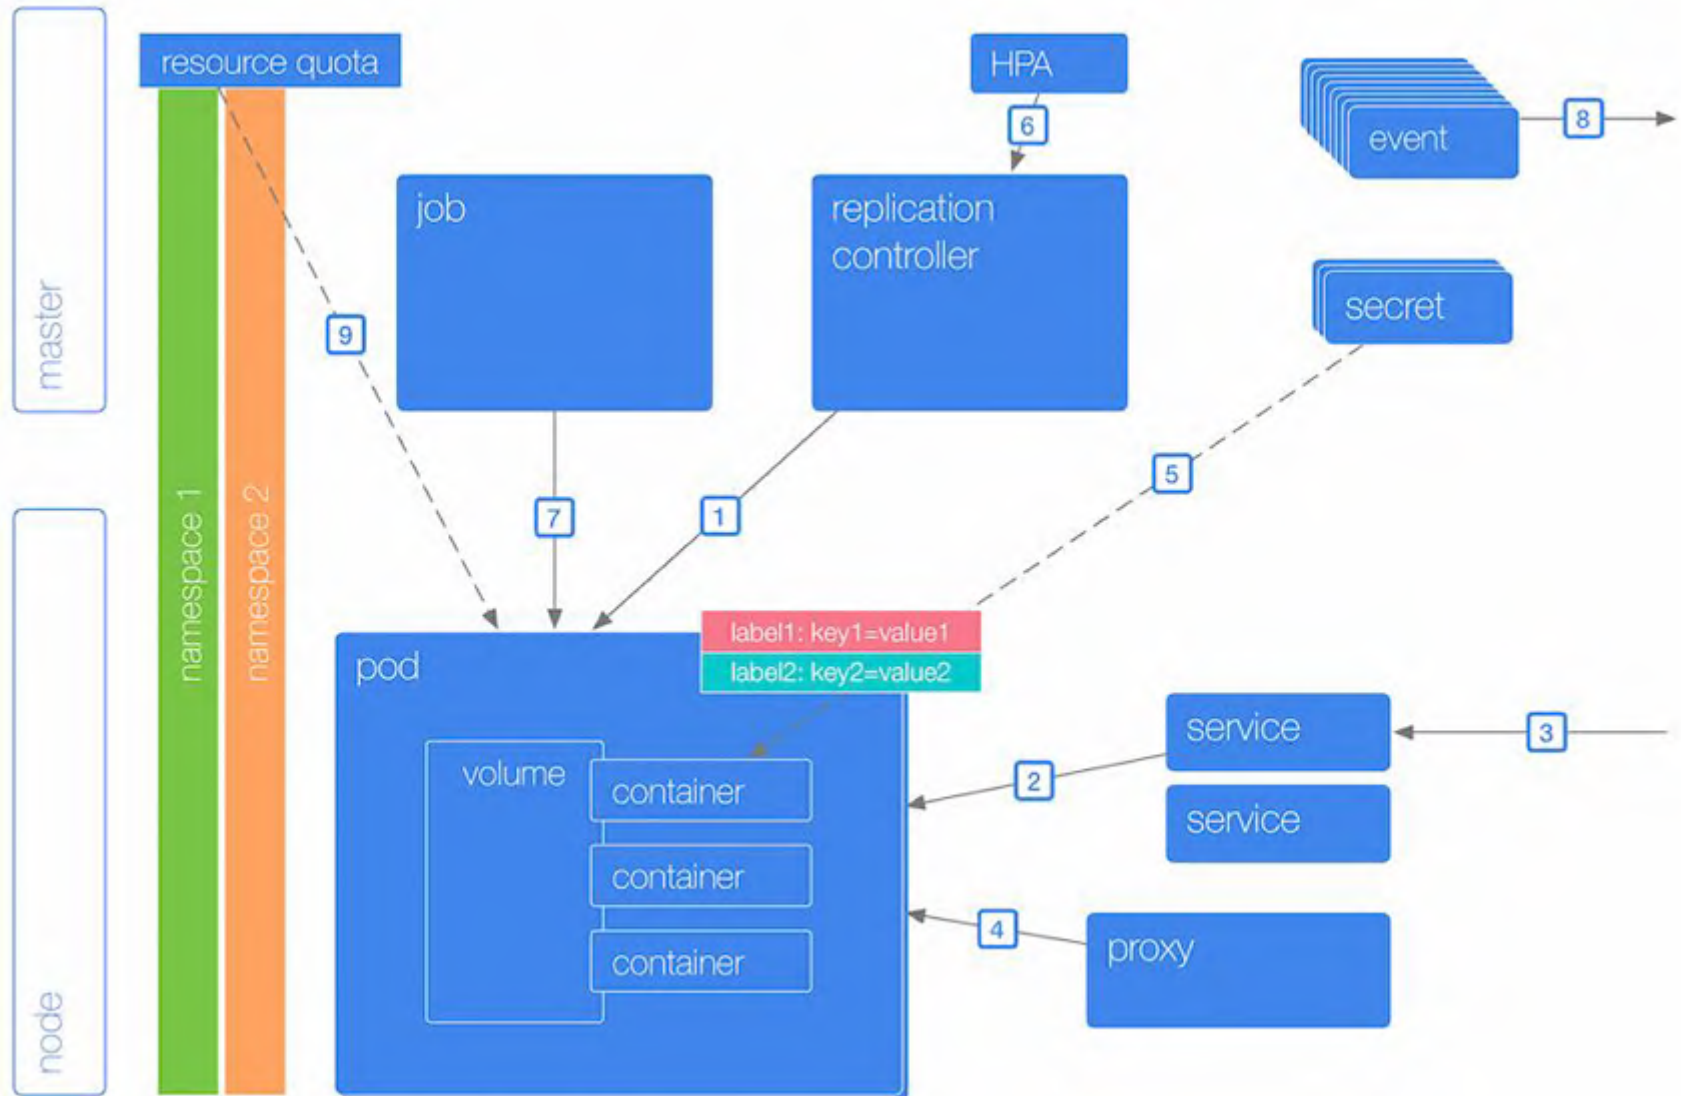 resource quota
HPA
6
event
8
job
replication
controller
secret
master
9
5
7
1
namespace 1
namespace 2
label1: key1=value1
label2: key2=value2
pod
service
3
volume
container
2
service
container
4
proxy
container
node